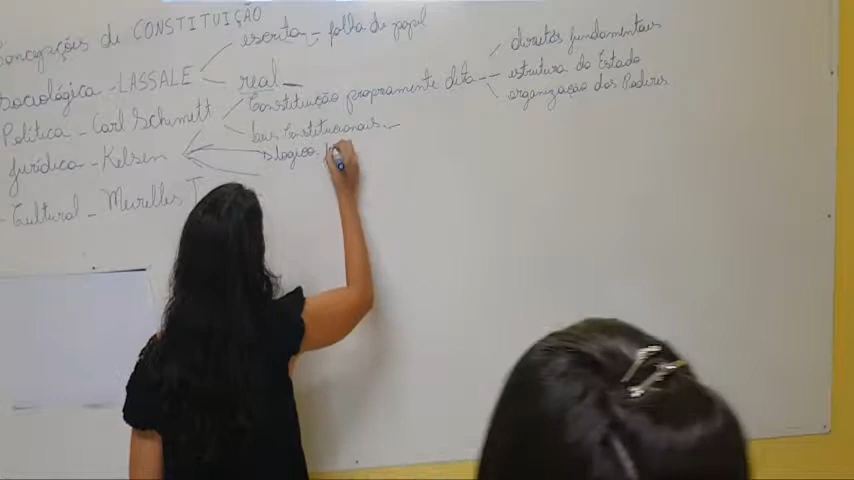 Concepções de CONSTITUIÇÃO
Sociológica - LASSALE
escrita - folha de papel
real
Política - Carl Schimett
Constituição propriamente dita
direitos fundamentais
estrutura do Estado
organização dos Poderes
Leis Constitucionais.
Jurídica - Kelsen
lógico.
- Cultural - Meirelles T